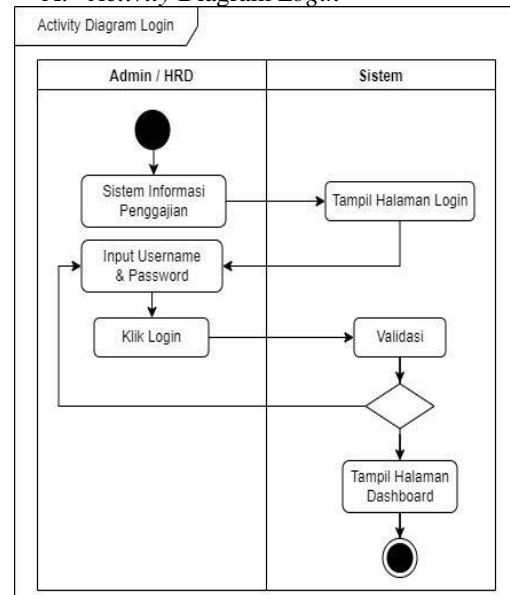 A. Activity Diagram Login
Activity Diagram Login
Admin / HRD
Sistem
Sistem Informasi
Penggajian
Tampil Halaman Login
Input Username
& Password
Klik Login
Validasi
Tampil Halaman
Dashboard